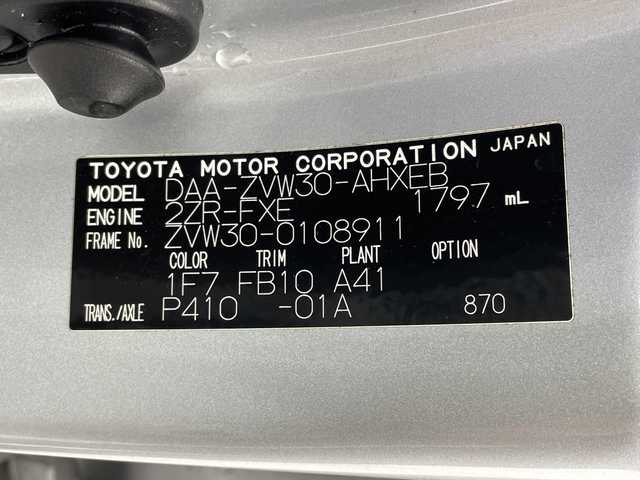 TOYOTA MOTOR CORPORATION JAPAN
MODEL DAA-ZVW30-AHXEB
ENGINE 2ZR-FXE 1797 mL
FRAME No. ZVW30-0108911
COLOR TRIM PLANT OPTION
1F7 FB10 A41
TRANS./AXLE P410 -01A 870